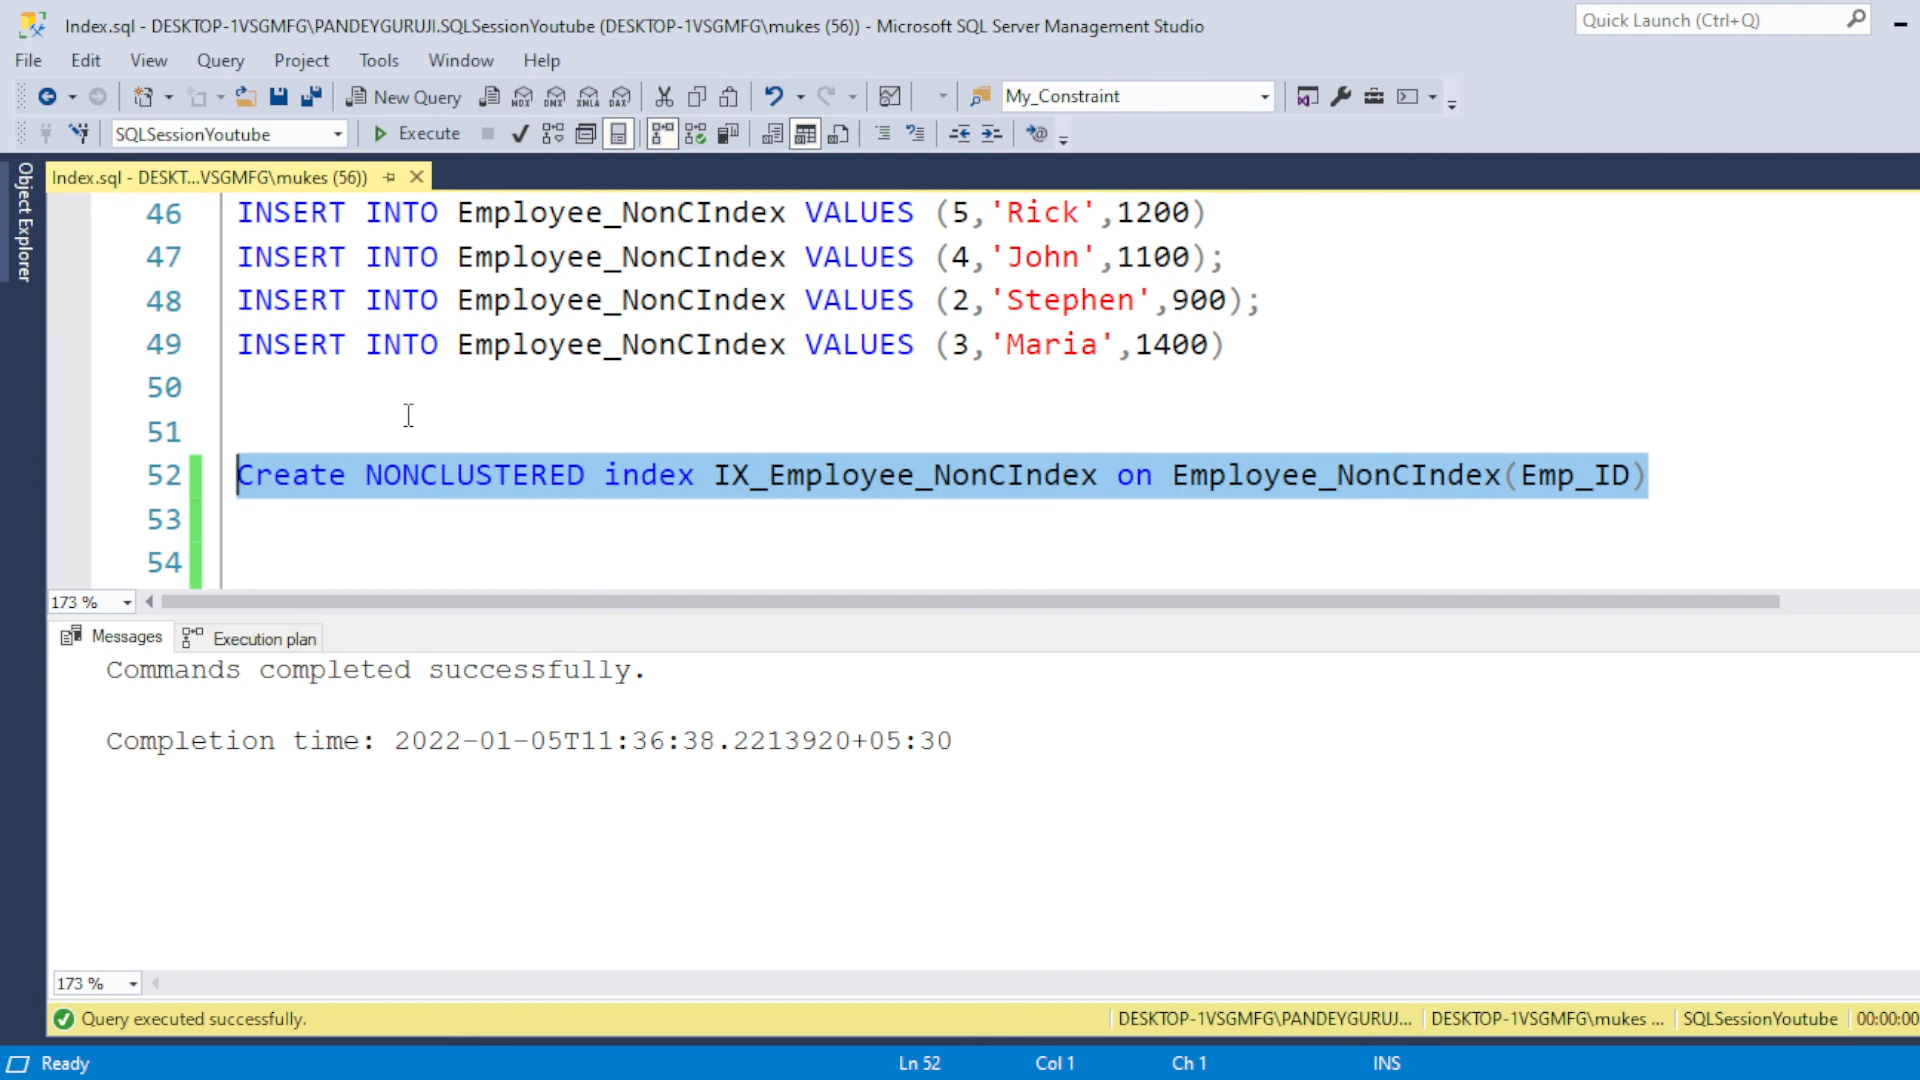 Index.sql - DESKTOP-1VSGMFG\PANDEYGURUJI.SQLSessionYoutube (DESKTOP-1VSGMFG\mukes (56)) - Microsoft SQL Server Management Studio
Quick Launch (Ctrl+Q)
File Edit View Query Project Tools Window Help
New Query MDX DMX XMLA DAX My_Constraint
SQLSessionYoutube Execute
Object Explorer
Index.sql - DESKT...VSGMFG\mukes (56))
46 INSERT INTO Employee_NonCIndex VALUES (5,'Rick',1200)
47 INSERT INTO Employee_NonCIndex VALUES (4,'John',1100);
48 INSERT INTO Employee_NonCIndex VALUES (2,'Stephen',900);
49 INSERT INTO Employee_NonCIndex VALUES (3,'Maria',1400)
50
51
52 Create NONCLUSTERED index IX_Employee_NonCIndex on Employee_NonCIndex(Emp_ID)
53
54
173 %
Messages Execution plan
Commands completed successfully.
Completion time: 2022-01-05T11:36:38.2213920+05:30
173 %
Query executed successfully. DESKTOP-1VSGMFG\PANDEYGURUJ... DESKTOP-1VSGMFG\mukes ... SQLSessionYoutube 00:00:00
Ready Ln 52 Col 1 Ch 1 INS